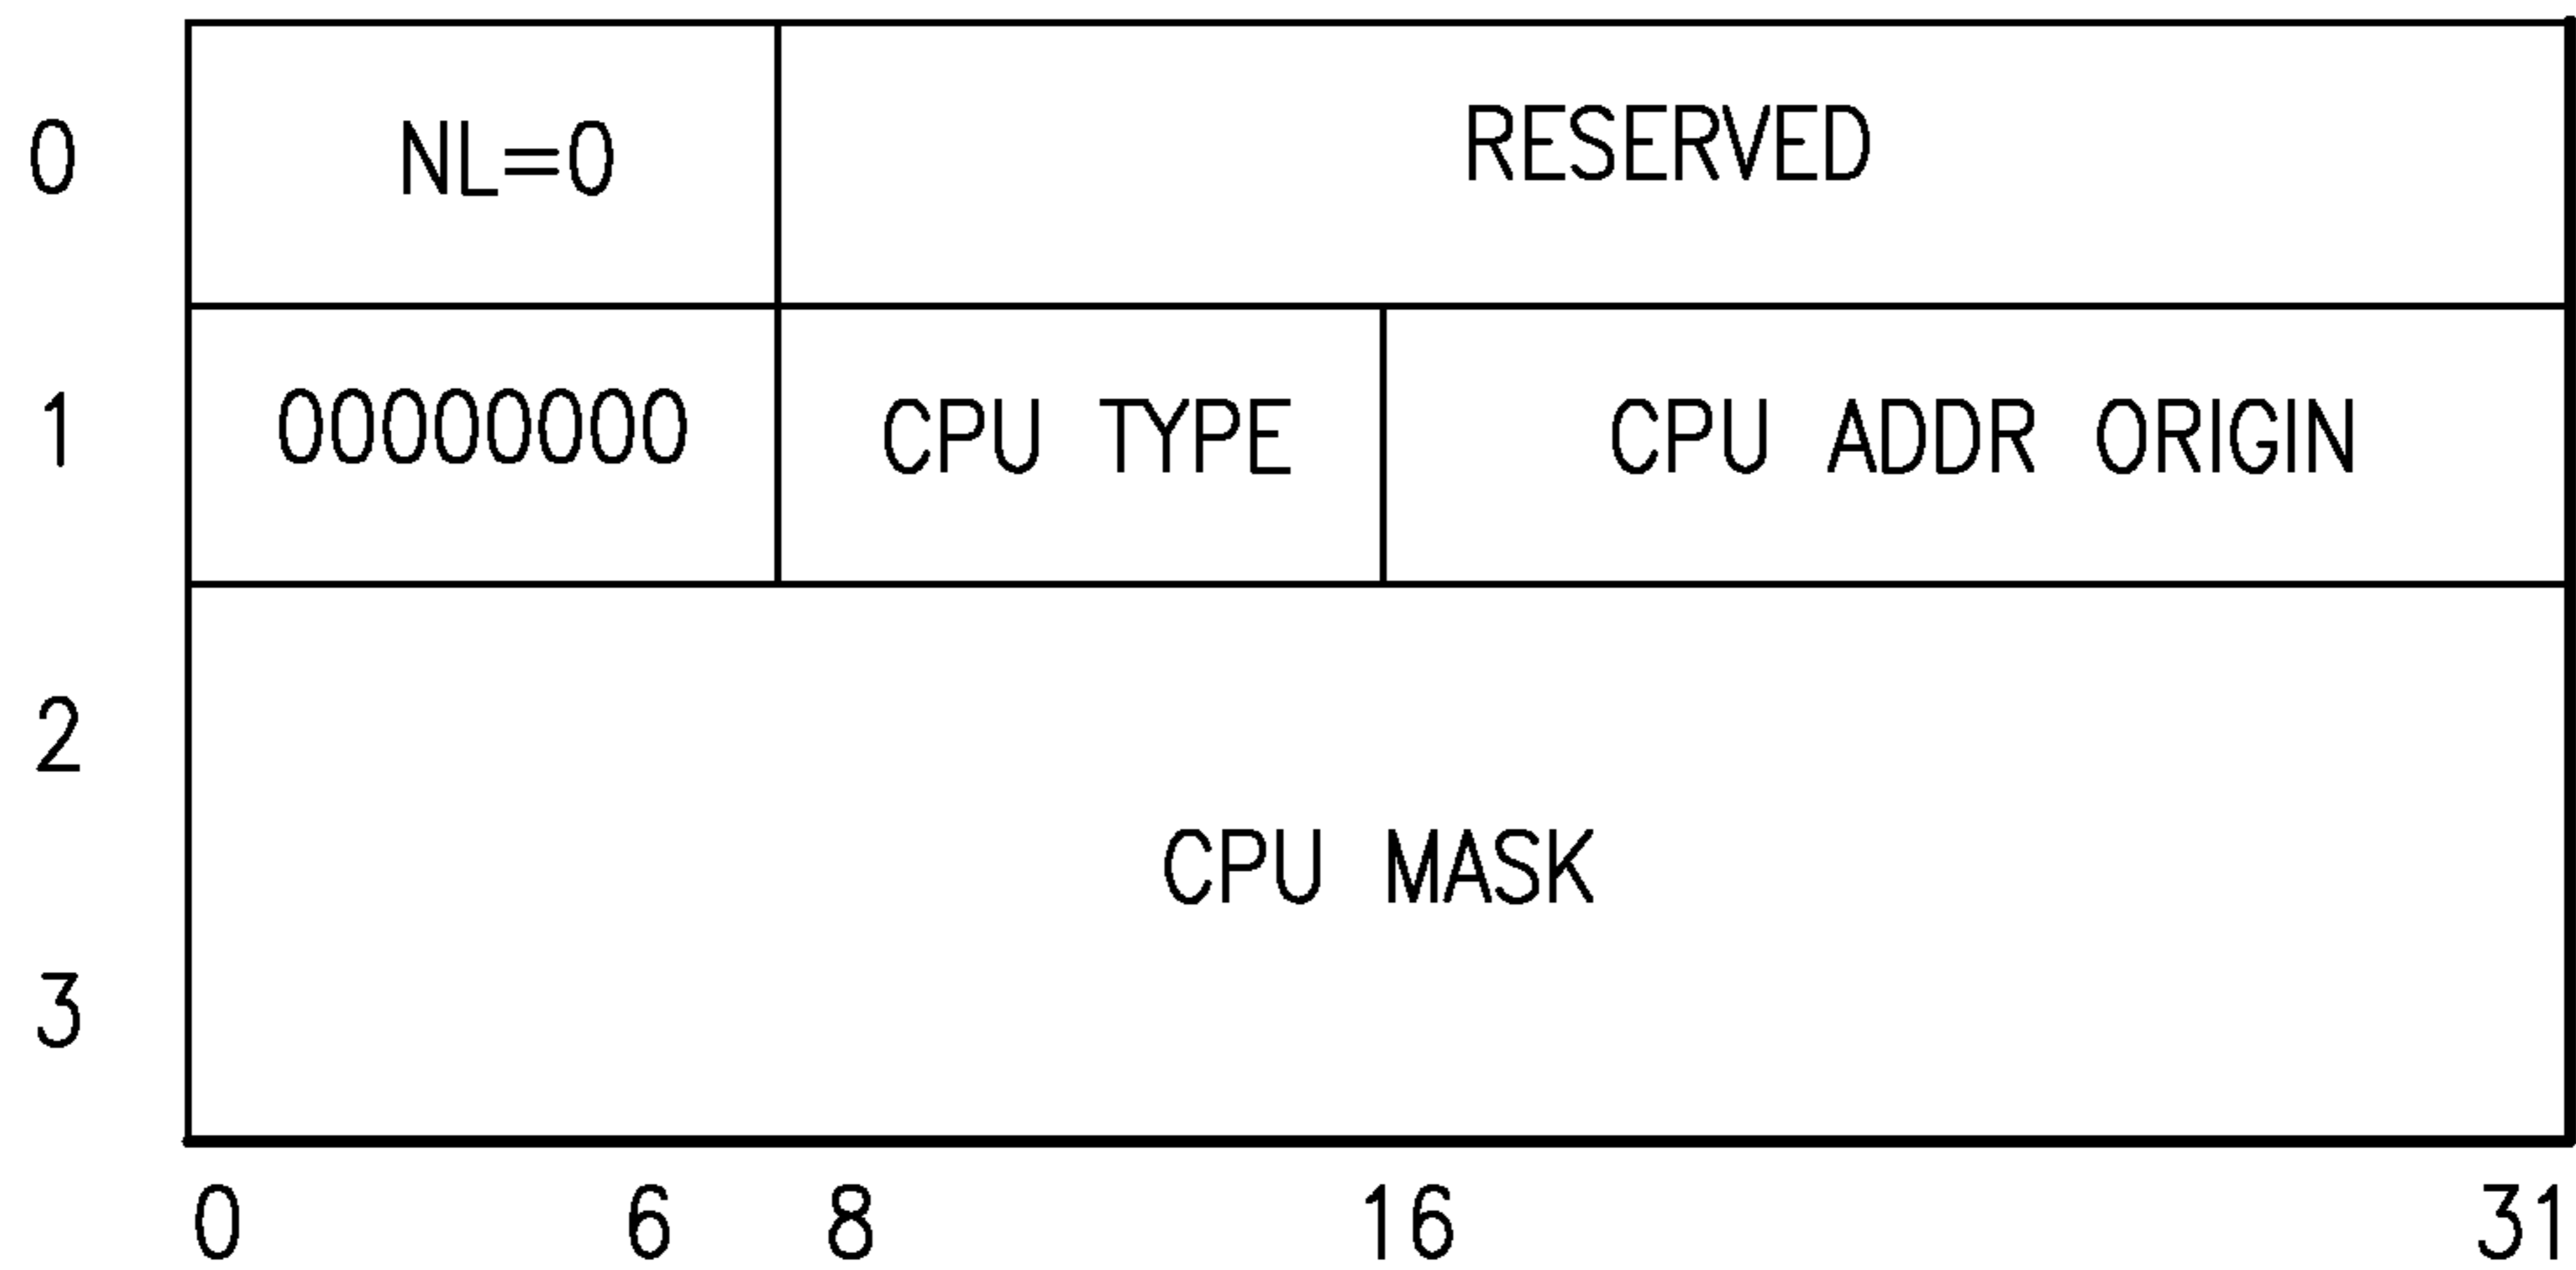 0 NL=0 RESERVED
1 00000000 CPU TYPE CPU ADDR ORIGIN
2
CPU MASK
3
0 6 8 16 31